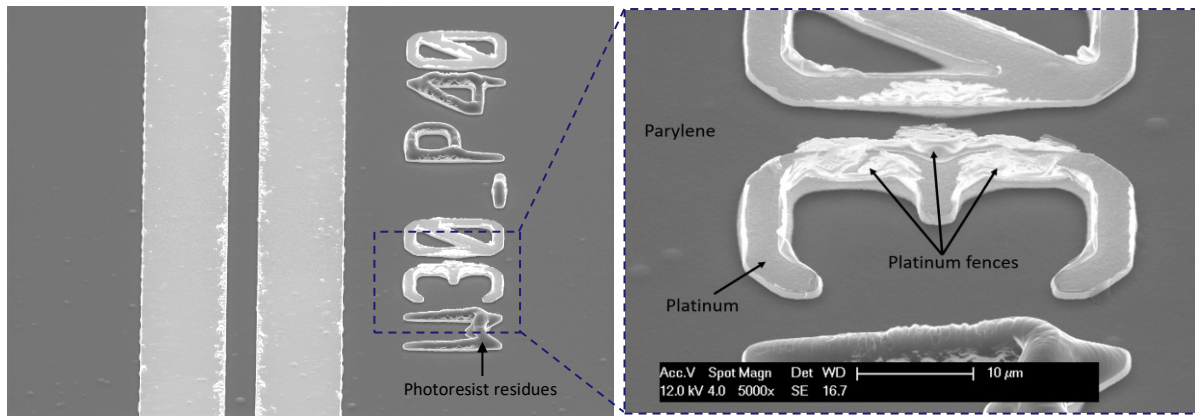 M30_P40
Photoresist residues
Parylene
Platinum fences
Platinum
Acc.V Spot Magn Det WD 10 µm
12.0 kV 4.0 5000x SE 16.7